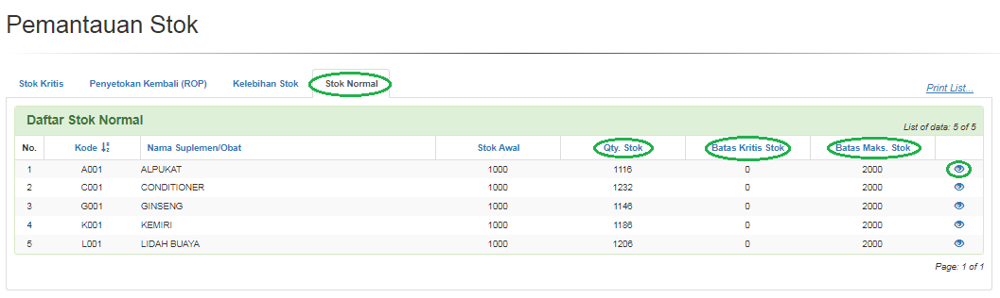 Pemantauan Stok
Stok Kritis Penyetokan Kembali (ROP) Kelebihan Stok Stok Normal
Print List...
Daftar Stok Normal
List of data: 5 of 5
No. Kode Nama Suplemen/Obat Stok Awal Qty. Stok Batas Kritis Stok Batas Maks. Stok
1 A001 ALPUKAT 1000 1116 0 2000
2 C001 CONDITIONER 1000 1232 0 2000
3 G001 GINSENG 1000 1146 0 2000
4 K001 KEMIRI 1000 1186 0 2000
5 L001 LIDAH BUAYA 1000 1206 0 2000
Page: 1 of 1